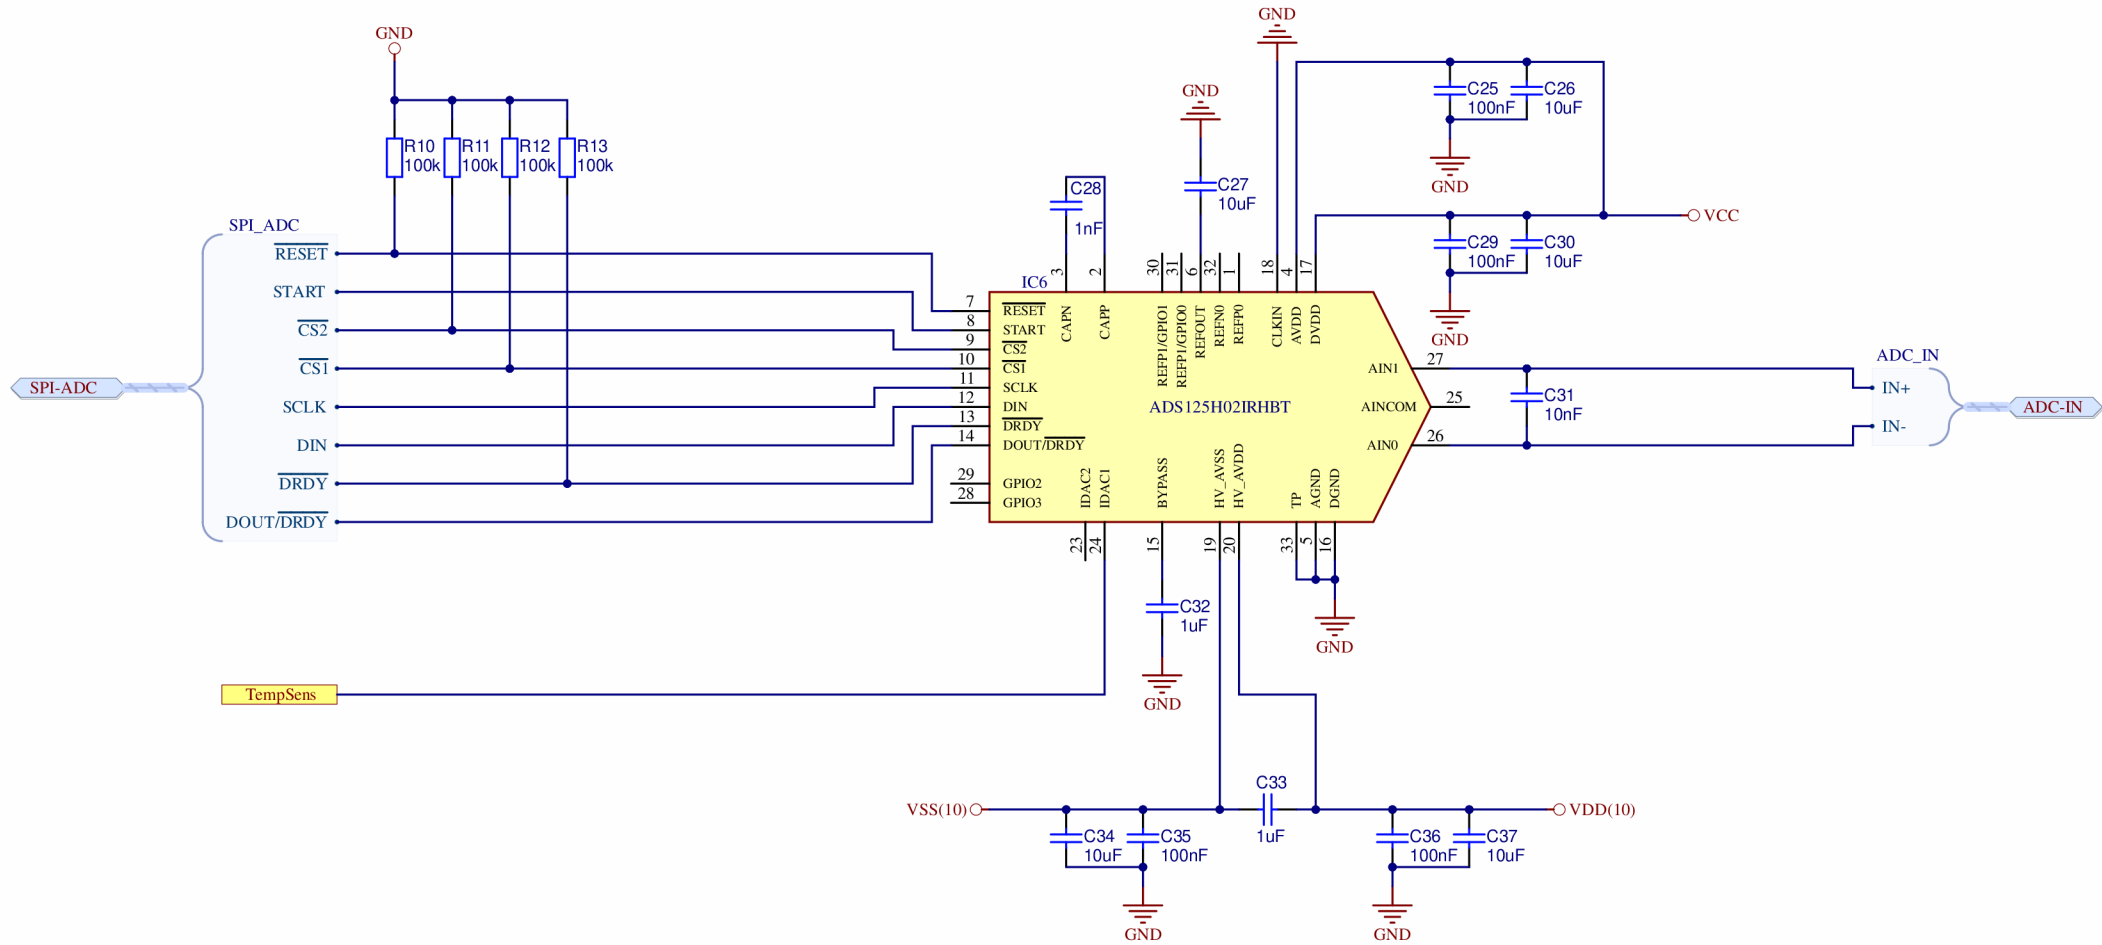 GND
GND
GND
R10
100k
R11
100k
R12
100k
R13
100k
C25
100nF
C26
10uF
GND
C28
1nF
C27
10uF
VCC
C29
100nF
C30
10uF
GND
SPI_ADC
RESET
START
CS2
CS1
SCLK
DIN
DRDY
DOUT/DRDY
SPI-ADC
IC6
3
2
30
31
6
32
1
18
4
17
CAPN
CAPP
REFP1/GPIO1
REFP1/GPIO0
REFOUT
REFN0
REFP0
CLKIN
AVDD
DVDD
7
RESET
8
START
9
CS2
10
CS1
11
SCLK
12
DIN
13
DRDY
14
DOUT/DRDY
29
GPIO2
28
GPIO3
ADS125H02IRHBT
AIN1
27
AINCOM
25
AIN0
26
C31
10nF
ADC_IN
IN+
IN-
ADC-IN
IDAC2
IDAC1
BYPASS
HV_AVSS
HV_AVDD
TP
AGND
DGND
23
24
15
19
20
33
5
16
C32
1uF
GND
GND
TempSens
VSS(10)
C33
1uF
VDD(10)
C34
10uF
C35
100nF
C36
100nF
C37
10uF
GND
GND